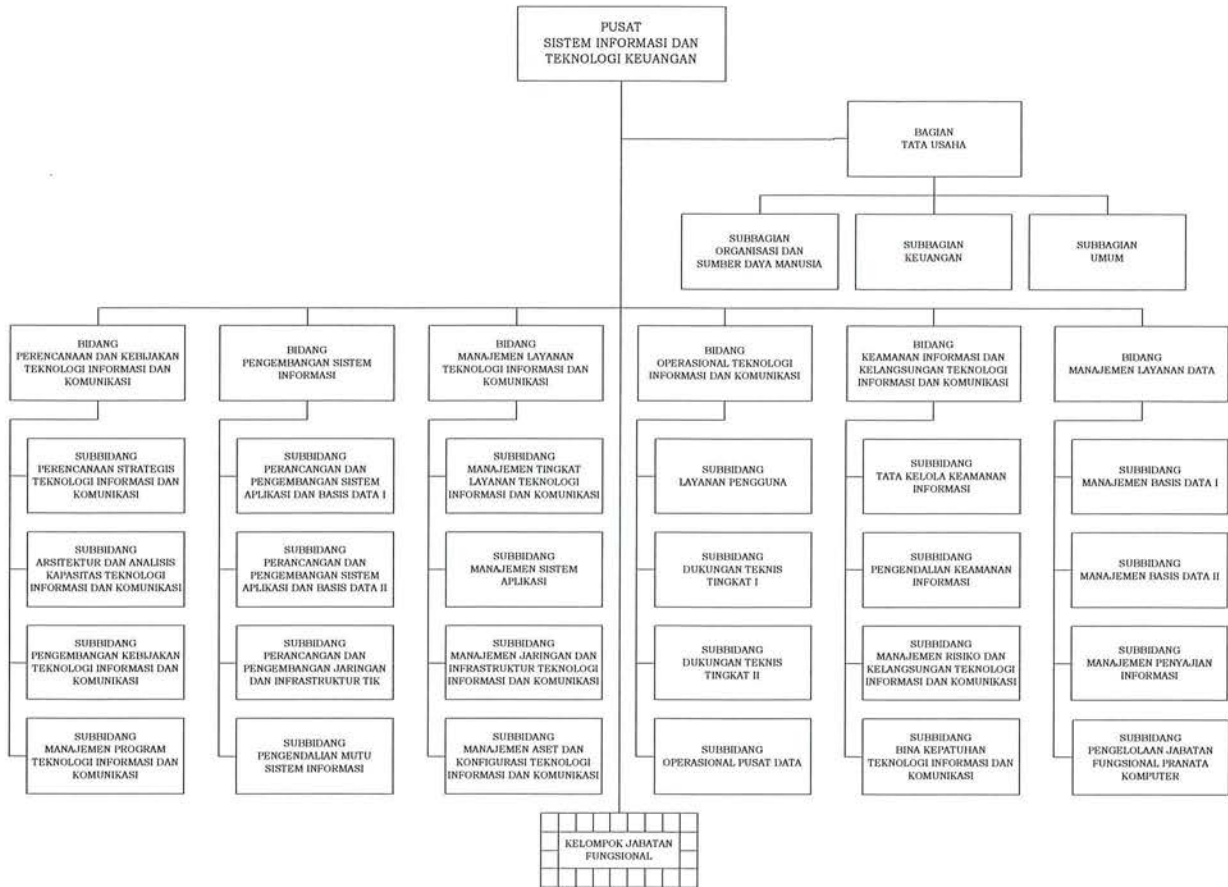 PUSAT
SISTEM INFORMASI DAN
TEKNOLOGI KEUANGAN
BAGIAN
TATA USAHA
SUBBAGIAN
ORGANISASI DAN
SUMBER DAYA MANUSIA
SUBBAGIAN
KEUANGAN
SUBBAGIAN
UMUM
BIDANG
PERENCANAAN DAN KEBIJAKAN
TEKNOLOGI INFORMASI DAN
KOMUNIKASI
BIDANG
PENGEMBANGAN SISTEM
INFORMASI
BIDANG
MANAJEMEN LAYANAN
TEKNOLOGI INFORMASI DAN
KOMUNIKASI
BIDANG
OPERASIONAL TEKNOLOGI
INFORMASI DAN KOMUNIKASI
BIDANG
KEAMANAN INFORMASI DAN
KELANGSUNGAN TEKNOLOGI
INFORMASI DAN KOMUNIKASI
BIDANG
MANAJEMEN LAYANAN DATA
SUBBIDANG
PERENCANAAN STRATEGIS
TEKNOLOGI INFORMASI DAN
KOMUNIKASI
SUBBIDANG
PERANCANGAN DAN
PENGEMBANGAN SISTEM
APLIKASI DAN BASIS DATA I
SUBBIDANG
MANAJEMEN TINGKAT
LAYANAN TEKNOLOGI
INFORMASI DAN KOMUNIKASI
SUBBIDANG
LAYANAN PENGGUNA
SUBBIDANG
TATA KELOLA KEAMANAN
INFORMASI
SUBBIDANG
MANAJEMEN BASIS DATA I
SUBBIDANG
ARSITEKTUR DAN ANALISIS
KAPASITAS TEKNOLOGI
INFORMASI DAN KOMUNIKASI
SUBBIDANG
PERANCANGAN DAN
PENGEMBANGAN SISTEM
APLIKASI DAN BASIS DATA II
SUBBIDANG
MANAJEMEN SISTEM
APLIKASI
SUBBIDANG
DUKUNGAN TEKNIS
TINGKAT I
SUBBIDANG
PENGENDALIAN KEAMANAN
INFORMASI
SUBBIDANG
MANAJEMEN BASIS DATA II
SUBBIDANG
PENGEMBANGAN KEBIJAKAN
TEKNOLOGI INFORMASI DAN
KOMUNIKASI
SUBBIDANG
PERANCANGAN DAN
PENGEMBANGAN JARINGAN
DAN INFRASTRUKTUR TIK
SUBBIDANG
MANAJEMEN JARINGAN DAN
INFRASTRUKTUR TEKNOLOGI
INFORMASI DAN KOMUNIKASI
SUBBIDANG
DUKUNGAN TEKNIS
TINGKAT II
SUBBIDANG
MANAJEMEN RISIKO DAN
KELANGSUNGAN TEKNOLOGI
INFORMASI DAN KOMUNIKASI
SUBBIDANG
MANAJEMEN PENYAJIAN
INFORMASI
SUBBIDANG
MANAJEMEN PROGRAM
TEKNOLOGI INFORMASI DAN
KOMUNIKASI
SUBBIDANG
PENGENDALIAN MUTU
SISTEM INFORMASI
SUBBIDANG
MANAJEMEN ASET DAN
KONFIGURASI TEKNOLOGI
INFORMASI DAN KOMUNIKASI
SUBBIDANG
OPERASIONAL PUSAT DATA
SUBBIDANG
BINA KEPATUHAN
TEKNOLOGI INFORMASI DAN
KOMUNIKASI
SUBBIDANG
PENGELOLAAN JABATAN
FUNGSIONAL PRANATA
KOMPUTER
KELOMPOK JABATAN
FUNGSIONAL